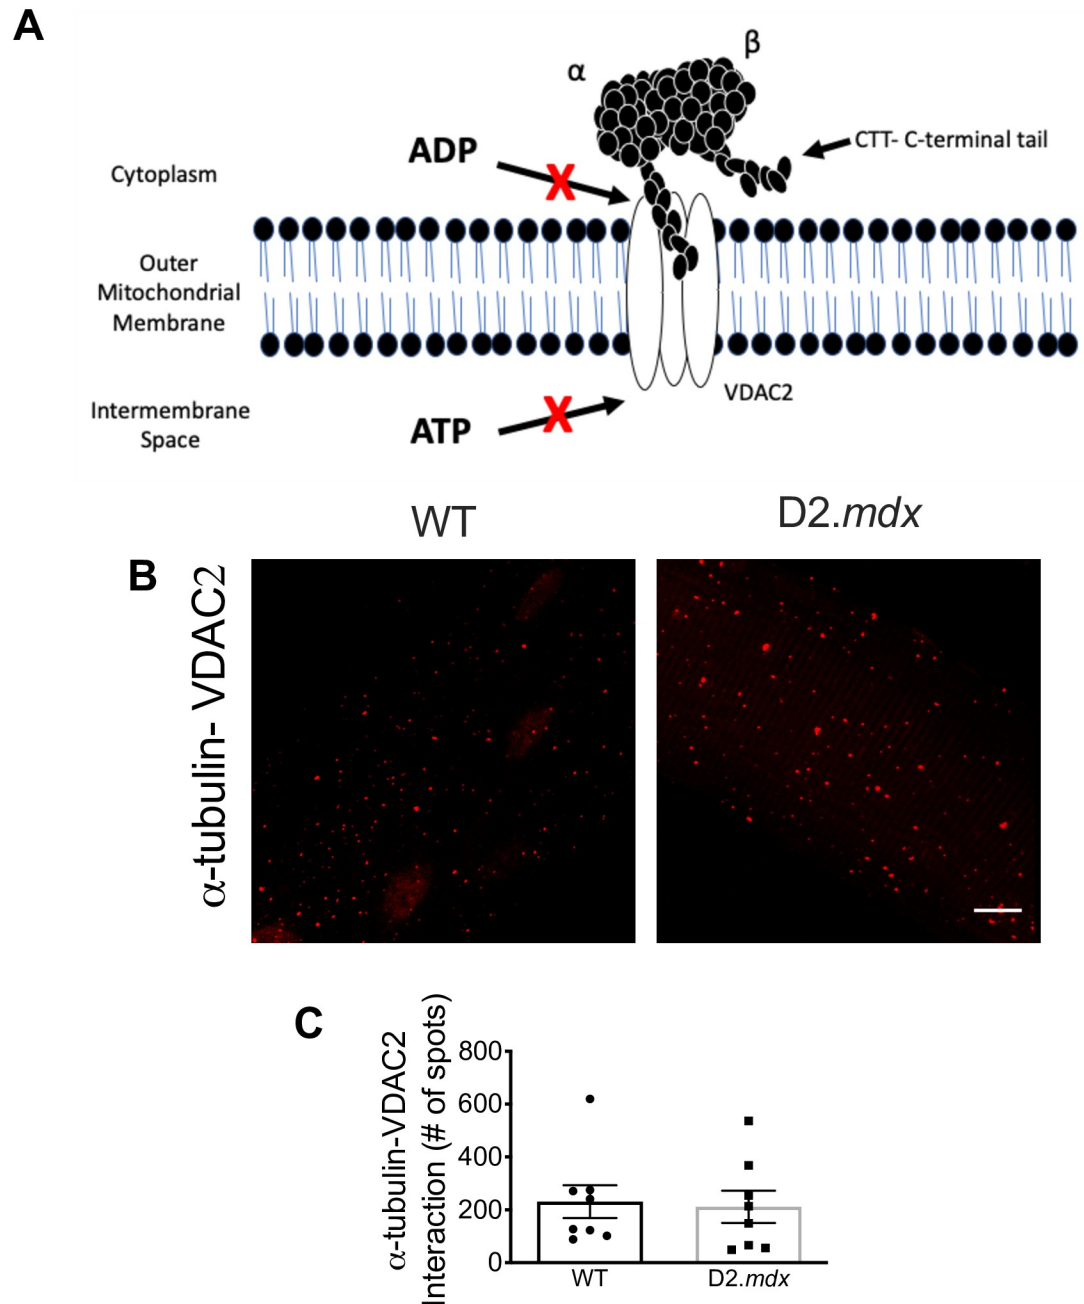 A
α
β
ADP
X
CTT- C-terminal tail
Cytoplasm
Outer
Mitochondrial
Membrane
Intermembrane
Space
ATP
X
VDAC2
WT
D2.mdx
B
α-tubulin- VDAC2
C
α-tubulin-VDAC2
Interaction (# of spots)
800
600
400
200
0
WT
D2.mdx